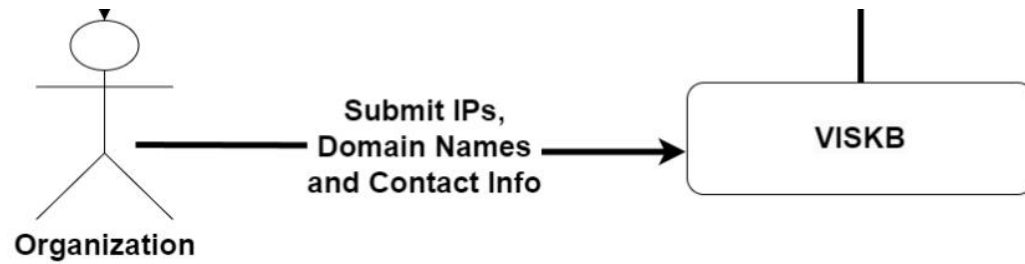 Submit IPs,
Domain Names
and Contact Info
VISKB
Organization